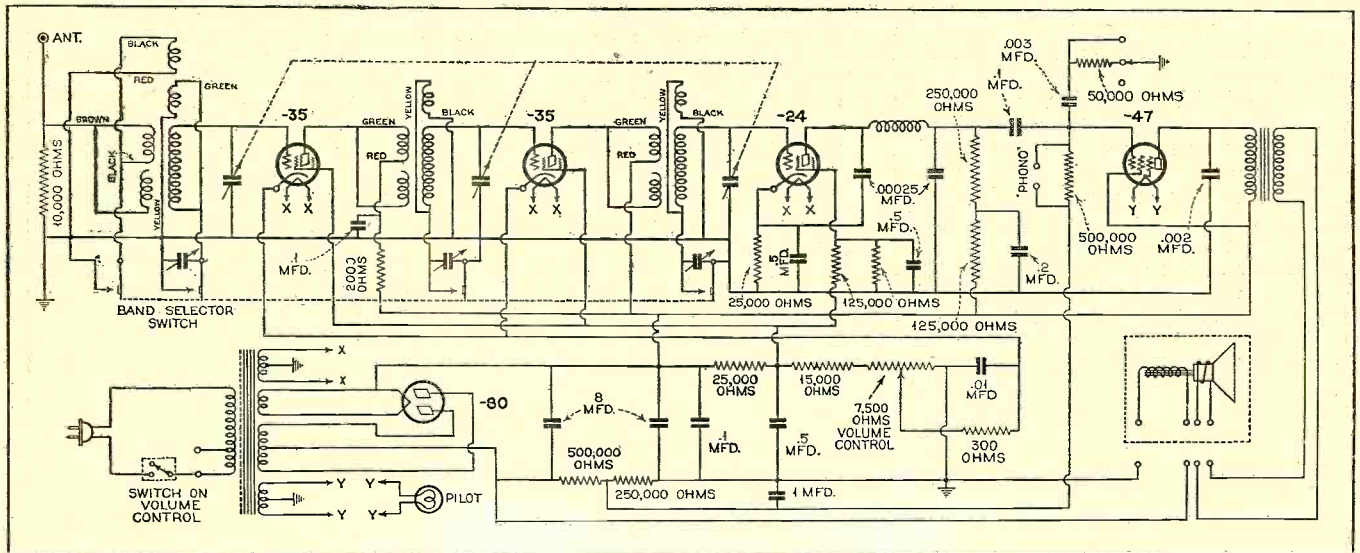 ANT.
BLACK
RED
GREEN
BROWN
BLACK
YELLOW
10,000 OHMS
-35
GREEN
RED
YELLOW
BLACK
X X
.1
MFD.
2000
OHMS
-35
GREEN
RED
YELLOW
BLACK
X X
-24
X X
250,000
OHMS
.1
MFD.
.003
MFD.
50,000 OHMS
-47
Y Y
PHONO
.00025
MFD.
.5
MFD.
.5
MFD.
25,000
OHMS
125,000
OHMS
125,000
OHMS
MFD.
500,000
OHMS
.002
MFD.
BAND SELECTOR
SWITCH
X
X
-80
SWITCH ON
VOLUME
CONTROL
Y Y
Y Y
PILOT
8
MFD.
500,000
OHMS
250,000 OHMS
.1
MFD.
25,000
OHMS
.5
MFD.
15,000
OHMS
7,500
OHMS
VOLUME
CONTROL
.01
MFD
300
OHMS
1 MFD.